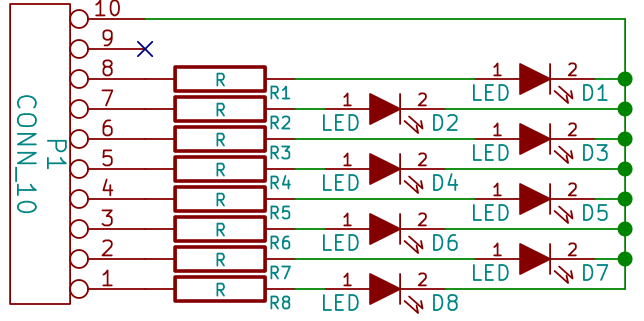 10
9
8 R R1 1 2 LED D1
7 R R2 1 2 LED D2
6 R R3 1 2 LED D3
5 R R4 1 2 LED D4
4 R R5 1 2 LED D5
3 R R6 1 2 LED D6
2 R R7 1 2 LED D7
1 R R8 1 2 LED D8
P1
CONN_10